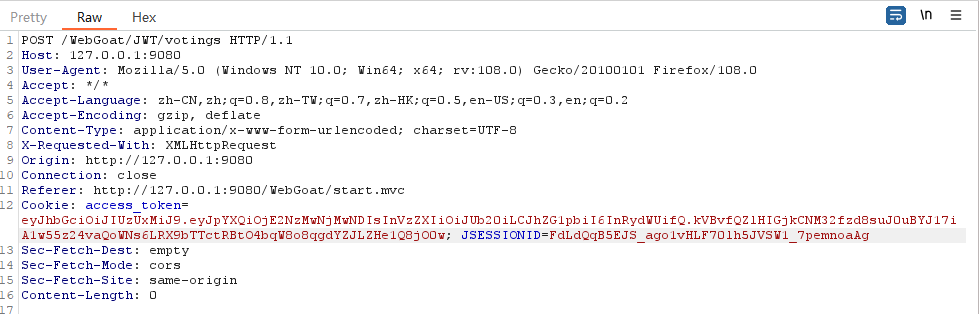 Pretty Raw Hex \n
1 POST /WebGoat/JWT/votings HTTP/1.1
2 Host: 127.0.0.1:9080
3 User-Agent: Mozilla/5.0 (Windows NT 10.0; Win64; x64; rv:108.0) Gecko/20100101 Firefox/108.0
4 Accept: */*
5 Accept-Language: zh-CN,zh;q=0.8,zh-TW;q=0.7,zh-HK;q=0.5,en-US;q=0.3,en;q=0.2
6 Accept-Encoding: gzip, deflate
7 Content-Type: application/x-www-form-urlencoded; charset=UTF-8
8 X-Requested-With: XMLHttpRequest
9 Origin: http://127.0.0.1:9080
10 Connection: close
11 Referer: http://127.0.0.1:9080/WebGoat/start.mvc
12 Cookie: access_token=
eyJhbGciOiJIUzUxMiJ9.eyJpYXQiOjE2NzMwNjMwNDIsInVzZXIiOiJUb20iLCJhZG1pbiI6InRydWUifQ.kVBvfQZlHIGjkCNM32fzd8suJ0uBYJ17i
A1w55z24vaQoWNs6LRX9bTTctRBtO4bqW8o8qgdYZJLZHe1Q8jO0w; JSESSIONID=FdLdQqB5EJS_ago1vHLF70lh5JVSW1_7pemnoaAg
13 Sec-Fetch-Dest: empty
14 Sec-Fetch-Mode: cors
15 Sec-Fetch-Site: same-origin
16 Content-Length: 0
17